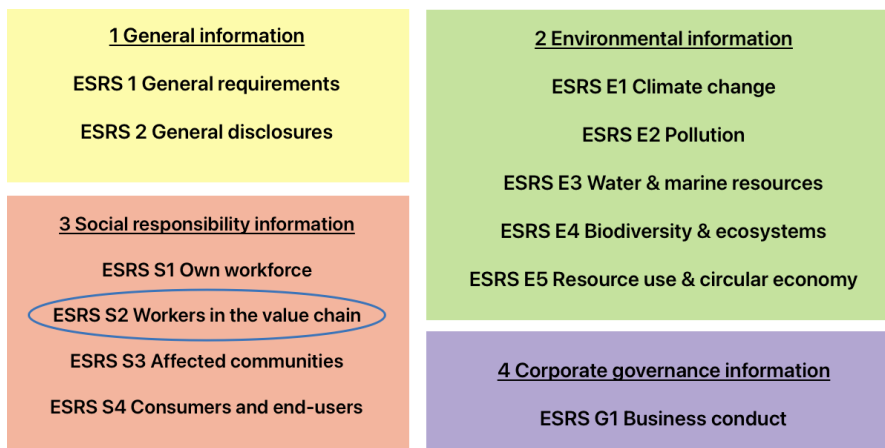 1 General information
ESRS 1 General requirements
ESRS 2 General disclosures
2 Environmental information
ESRS E1 Climate change
ESRS E2 Pollution
ESRS E3 Water & marine resources
ESRS E4 Biodiversity & ecosystems
ESRS E5 Resource use & circular economy
3 Social responsibility information
ESRS S1 Own workforce
ESRS S2 Workers in the value chain
ESRS S3 Affected communities
ESRS S4 Consumers and end-users
4 Corporate governance information
ESRS G1 Business conduct